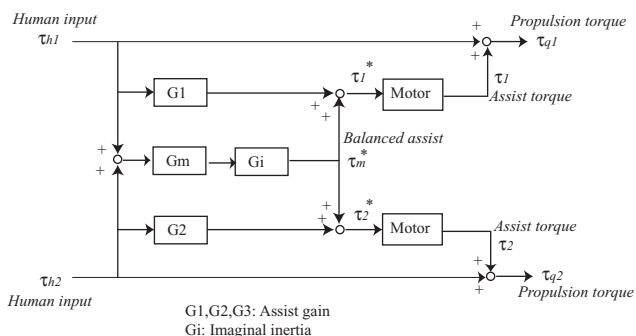 Human input
τh1
Propulsion torque
τq1
+
+
G1
+
+
τ1*
Motor
τ1
Assist torque
+
+
Gm
Gi
Balanced assist
τm*
G2
+
+
τ2*
Motor
Assist torque
τ2
τh2
Human input
+
+
τq2
Propulsion torque
G1,G2,G3: Assist gain
Gi: Imaginal inertia